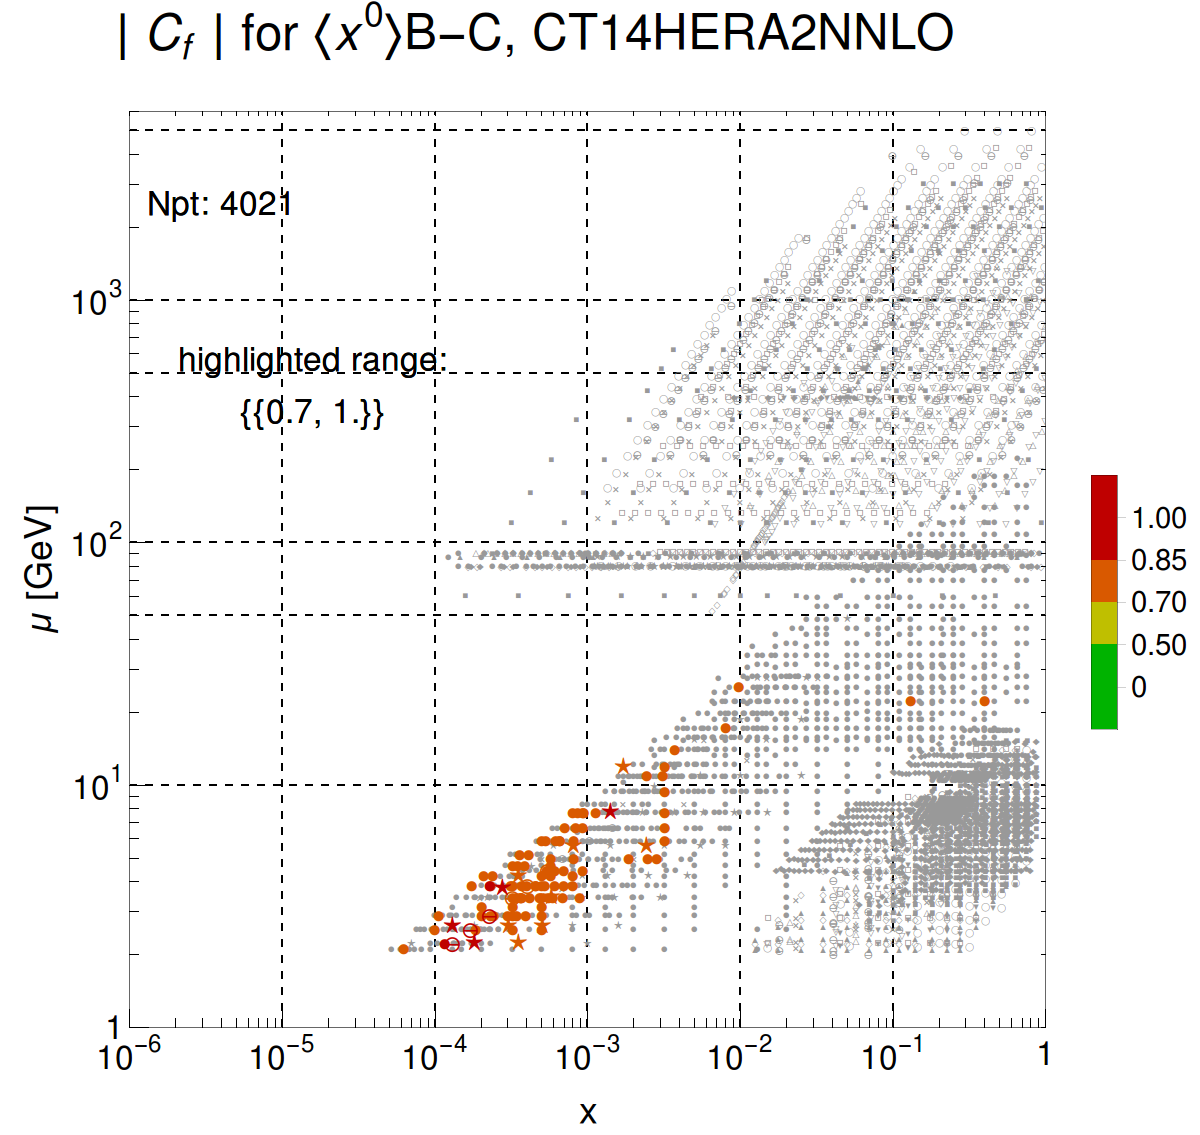 | C_f | for ⟨x^0⟩B−C, CT14HERA2NNLO
Npt: 4021
highlighted range:
{{0.7, 1.}}
10^3
10^2
10^1
1
μ [GeV]
10^-6 10^-5 10^-4 10^-3 10^-2 10^-1 1
x
1.00
0.85
0.70
0.50
0